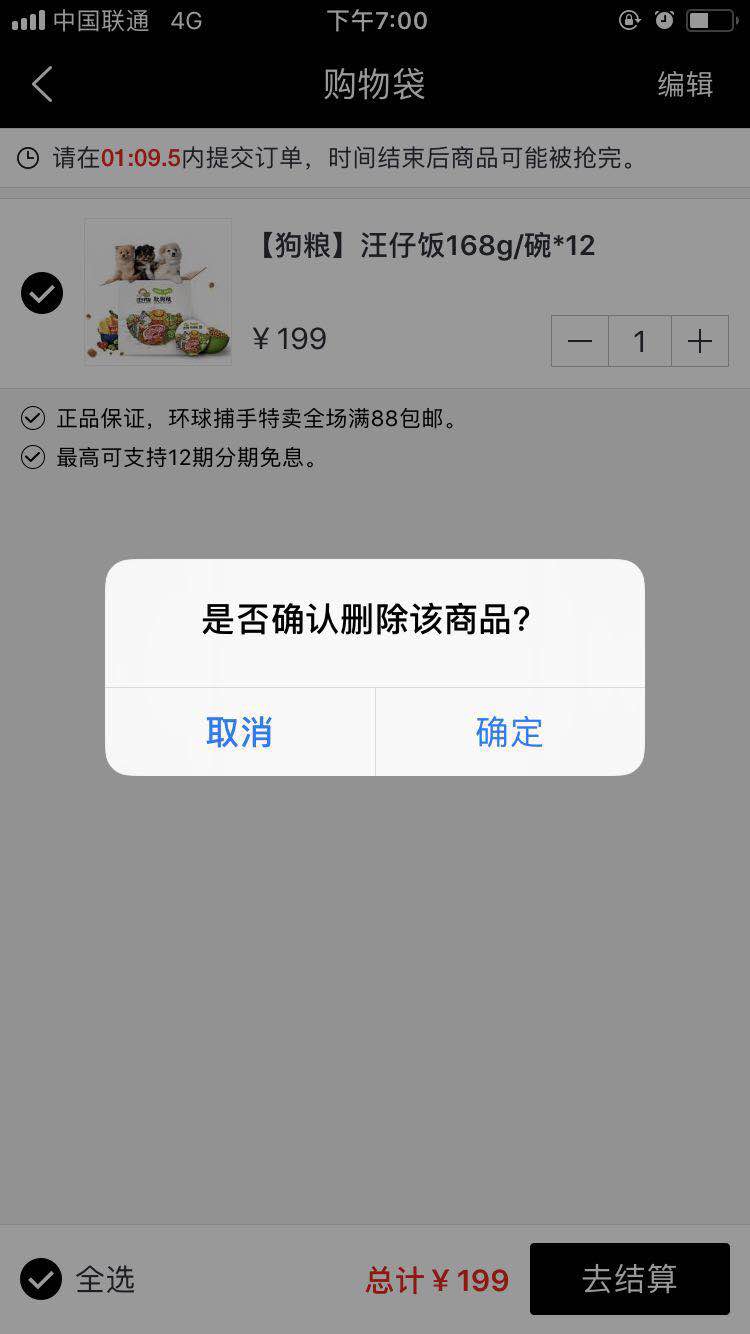 中国联通 4G 下午7:00
购物袋 编辑
请在01:09.5内提交订单，时间结束后商品可能被抢完。
【狗粮】汪仔饭168g/碗*12
¥ 199
1
正品保证，环球捕手特卖全场满88包邮。
最高可支持12期分期免息。
是否确认删除该商品?
取消 确定
全选 总计 ¥ 199 去结算